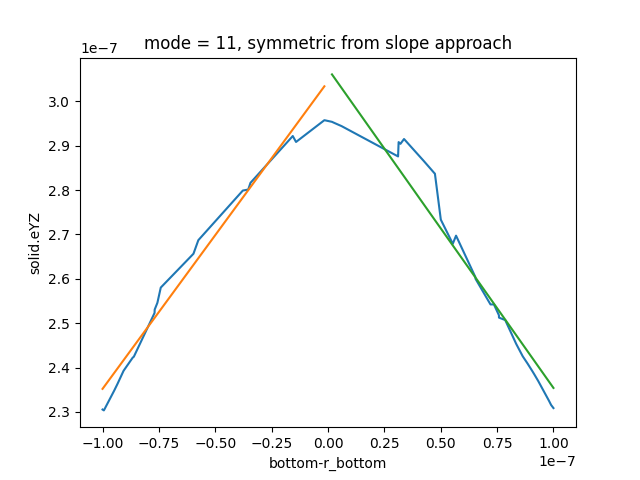 mode = 11, symmetric from slope approach
1e−7
3.0
2.9
2.8
2.7
2.6
2.5
2.4
2.3
solid.eYZ
−1.00 −0.75 −0.50 −0.25 0.00 0.25 0.50 0.75 1.00
bottom-r_bottom
1e−7